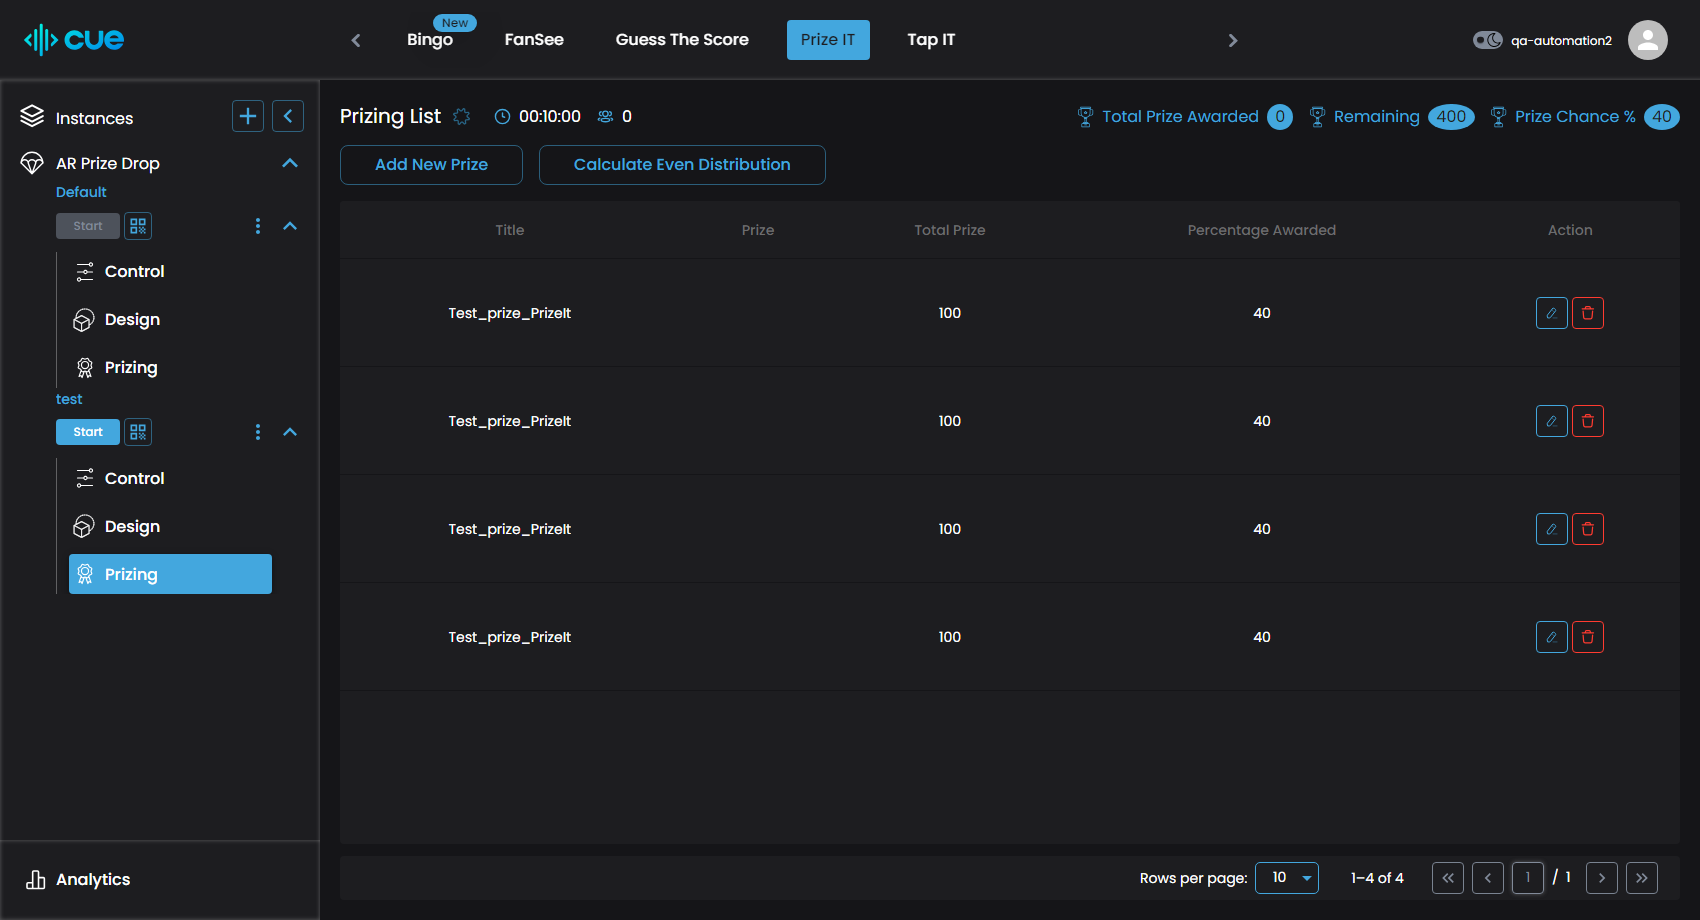 cue
New
Bingo
FanSee
Guess The Score
Prize IT
Tap IT
qa-automation2
Instances
AR Prize Drop
Default
Start
Control
Design
Prizing
test
Start
Control
Design
Prizing
Analytics
Prizing List
00:10:00
0
Total Prize Awarded 0
Remaining 400
Prize Chance % 40
Add New Prize
Calculate Even Distribution
Title Prize Total Prize Percentage Awarded Action
Test_prize_PrizeIt 100 40
Test_prize_PrizeIt 100 40
Test_prize_PrizeIt 100 40
Test_prize_PrizeIt 100 40
Rows per page: 10 1–4 of 4 1 / 1